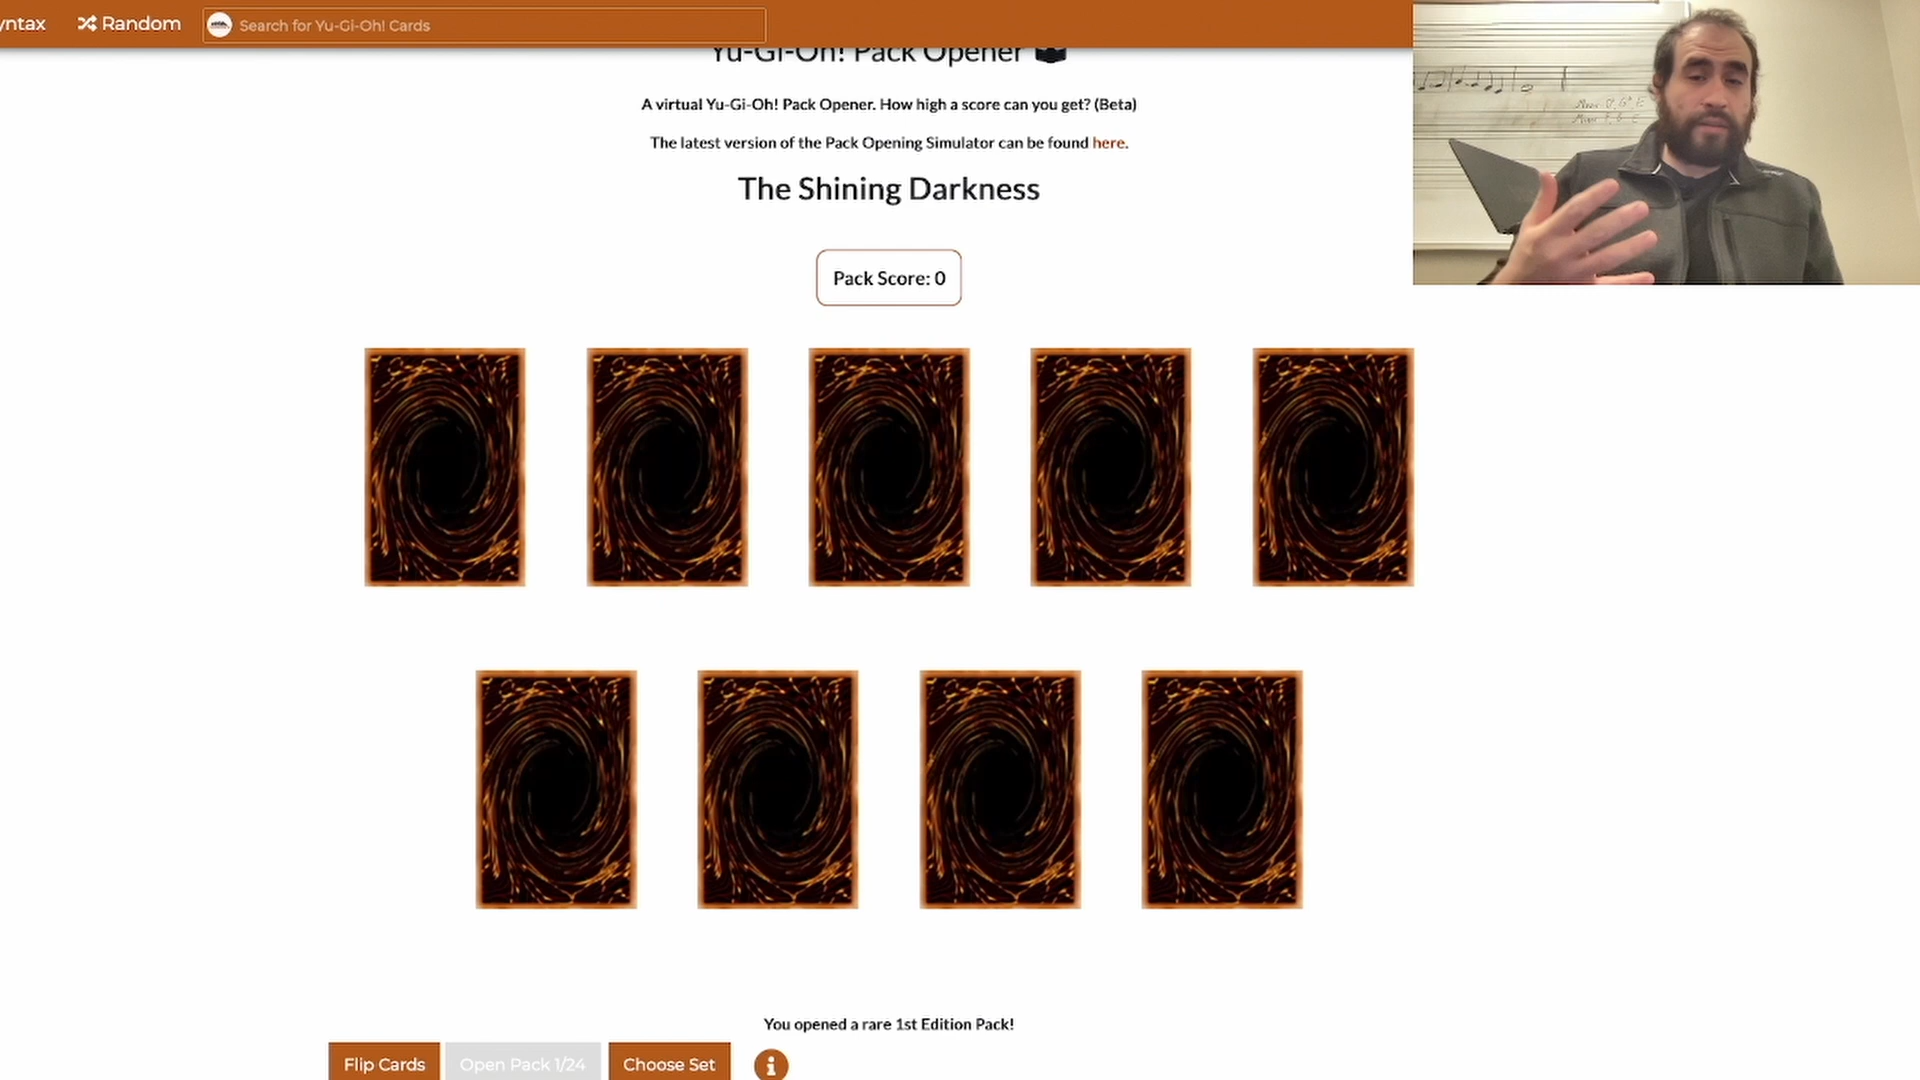 yntax
Random
Search for Yu-Gi-Oh! Cards
Yu-Gi-Oh! Pack Opener
A virtual Yu-Gi-Oh! Pack Opener. How high a score can you get? (Beta)
The latest version of the Pack Opening Simulator can be found here.
The Shining Darkness
Pack Score: 0
You opened a rare 1st Edition Pack!
Flip Cards
Open Pack 1/24
Choose Set